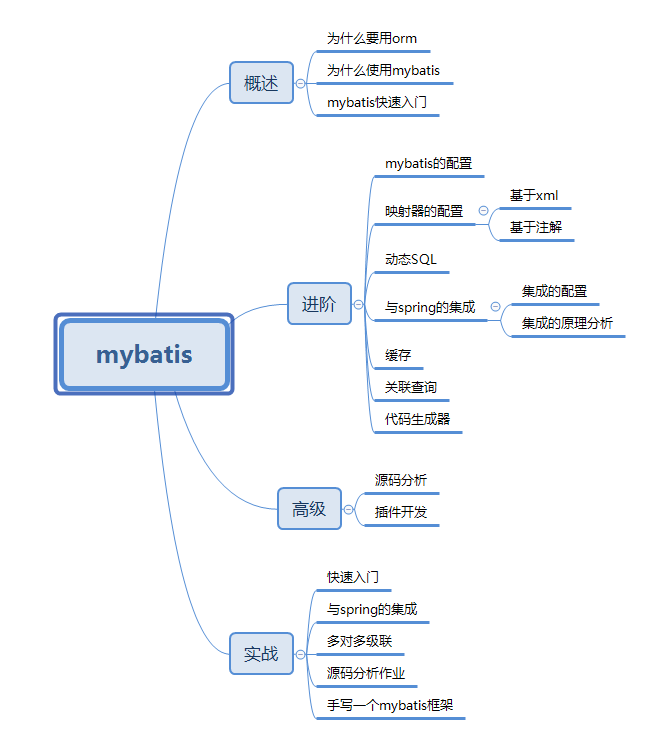 mybatis
概述
为什么要用orm
为什么使用mybatis
mybatis快速入门
进阶
mybatis的配置
映射器的配置
基于xml
基于注解
动态SQL
与spring的集成
集成的配置
集成的原理分析
缓存
关联查询
代码生成器
高级
源码分析
插件开发
实战
快速入门
与spring的集成
多对多级联
源码分析作业
手写一个mybatis框架